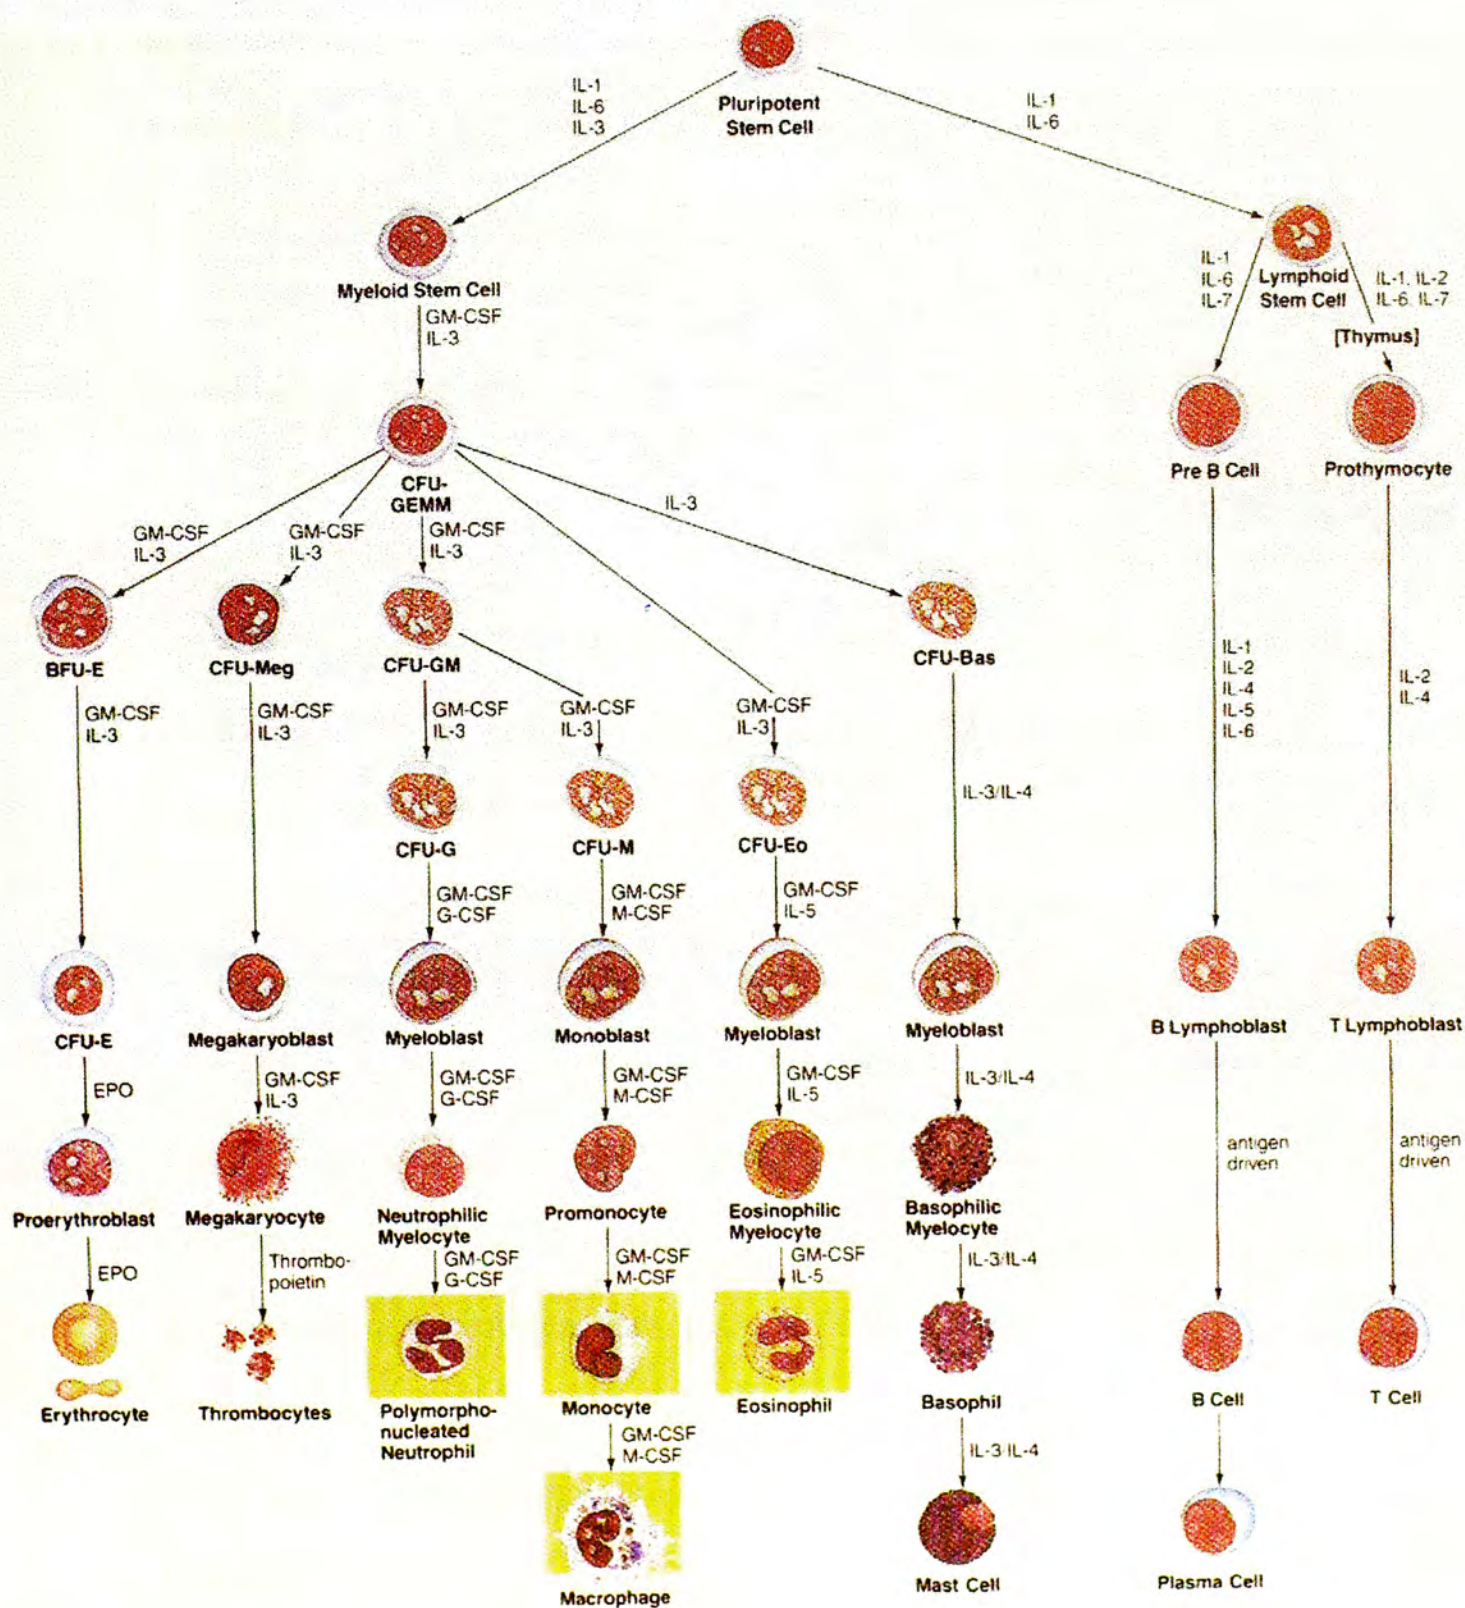 IL-1
IL-6
IL-3
Pluripotent
Stem Cell
IL-1
IL-6
Myeloid Stem Cell
GM-CSF
IL-3
IL-1
IL-6
IL-7
Lymphoid
Stem Cell
IL-1, IL-2
IL-6, IL-7
[Thymus]
CFU-
GEMM
Pre B Cell
Prothymocyte
GM-CSF
IL-3
GM-CSF
IL-3
GM-CSF
IL-3
IL-3
BFU-E
CFU-Meg
CFU-GM
CFU-Bas
GM-CSF
IL-3
GM-CSF
IL-3
GM-CSF
IL-3
GM-CSF
IL-3
GM-CSF
IL-3
IL-1
IL-2
IL-4
IL-5
IL-6
IL-2
IL-4
IL-3/IL-4
CFU-G
CFU-M
CFU-Eo
GM-CSF
G-CSF
GM-CSF
M-CSF
GM-CSF
IL-5
CFU-E
Megakaryoblast
Myeloblast
Monoblast
Myeloblast
Myeloblast
B Lymphoblast
T Lymphoblast
EPO
GM-CSF
IL-3
GM-CSF
G-CSF
GM-CSF
M-CSF
GM-CSF
IL-5
IL-3/IL-4
antigen
driven
antigen
driven
Proerythroblast
Megakaryocyte
Neutrophilic
Myelocyte
Promonocyte
Eosinophilic
Myelocyte
Basophilic
Myelocyte
EPO
Thrombo-
poietin
GM-CSF
G-CSF
GM-CSF
M-CSF
GM-CSF
IL-5
IL-3/IL-4
Erythrocyte
Thrombocytes
Polymorpho-
nucleated
Neutrophil
Monocyte
Eosinophil
Basophil
B Cell
T Cell
GM-CSF
M-CSF
IL-3/IL-4
Macrophage
Mast Cell
Plasma Cell